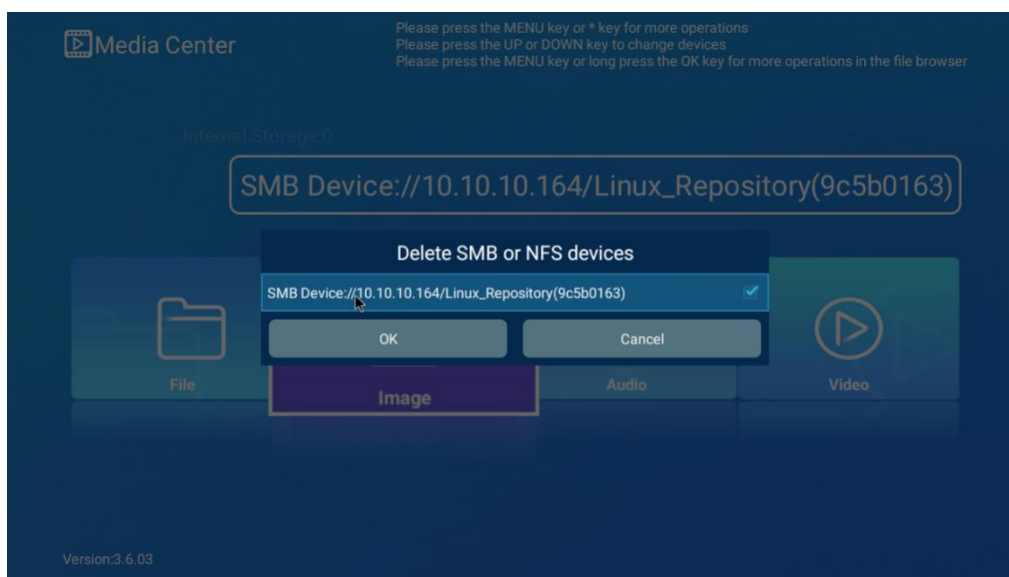 Media Center
Please press the MENU key or * key for more operations
Please press the UP or DOWN key to change devices
Please press the MENU key or long press the OK key for more operations in the file browser
Internal Storage:0
SMB Device://10.10.10.164/Linux_Repository(9c5b0163)
Delete SMB or NFS devices
SMB Device://10.10.10.164/Linux_Repository(9c5b0163)
OK
Cancel
File
Image
Audio
Video
Version:3.6.03